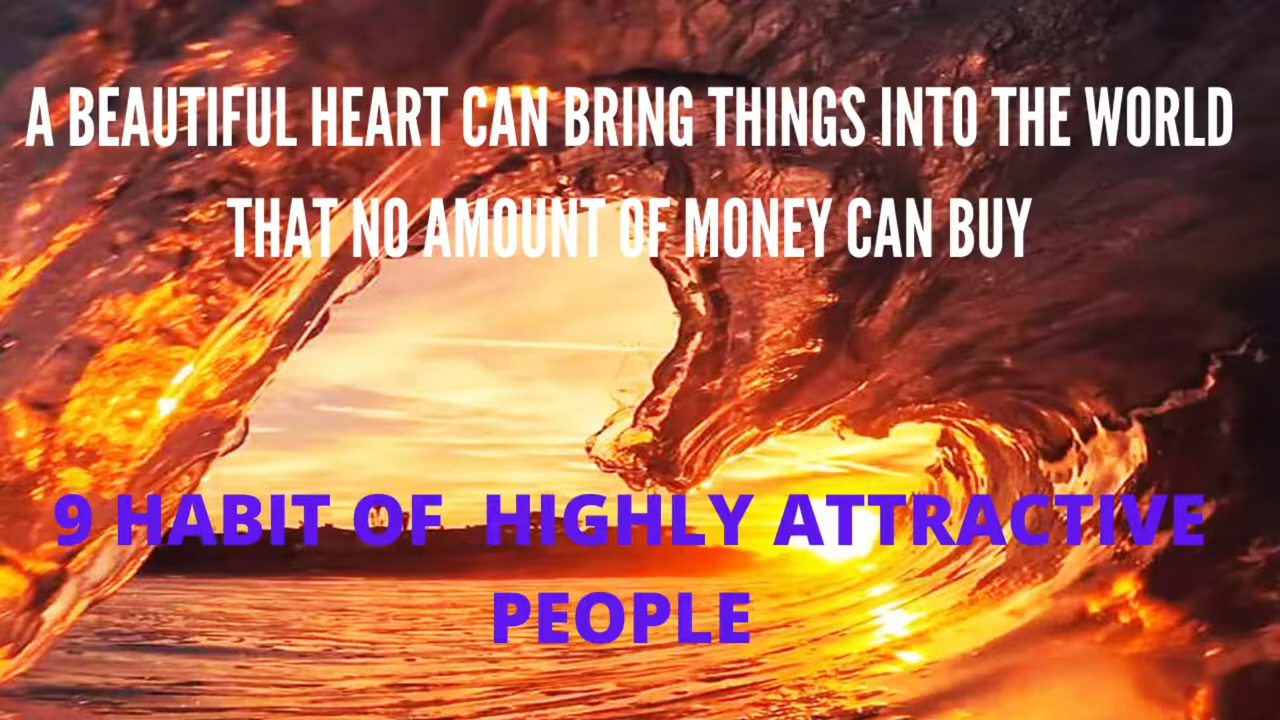 A BEAUTIFUL HEART CAN BRING THINGS INTO THE WORLD
THAT NO AMOUNT OF MONEY CAN BUY
9 HABIT OF HIGHLY ATTRACTIVE
PEOPLE